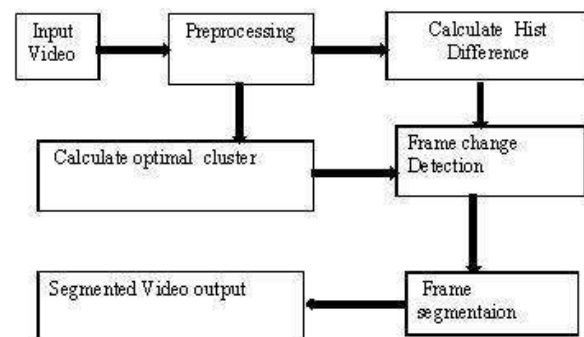 Input
Video
Preprocessing
Calculate Hist
Difference
Calculate optimal cluster
Frame change
Detection
Segmented Video output
Frame
segmentaion